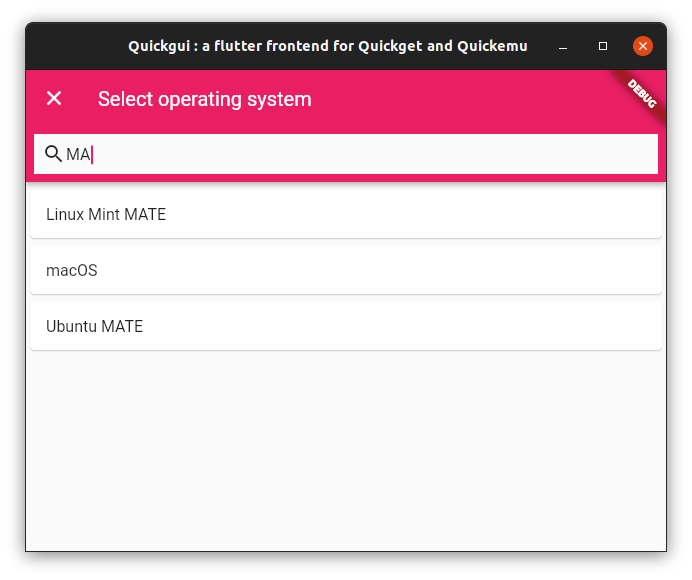 Quickgui : a flutter frontend for Quickget and Quickemu
Select operating system
DEBUG
MA
Linux Mint MATE
macOS
Ubuntu MATE